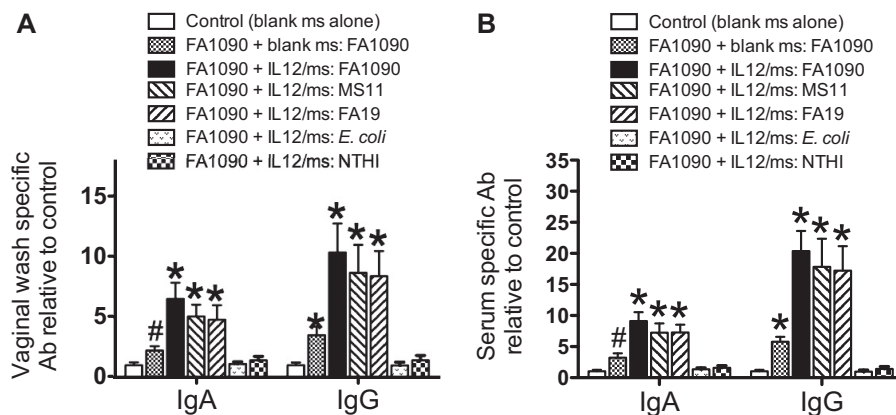 A
Control (blank ms alone)
FA1090 + blank ms: FA1090
FA1090 + IL12/ms: FA1090
FA1090 + IL12/ms: MS11
FA1090 + IL12/ms: FA19
FA1090 + IL12/ms: E. coli
FA1090 + IL12/ms: NTHI
Vaginal wash specific
Ab relative to control
15
10
5
0
#
*
*
*
*
*
*
*
IgA
IgG
B
Control (blank ms alone)
FA1090 + blank ms: FA1090
FA1090 + IL12/ms: FA1090
FA1090 + IL12/ms: MS11
FA1090 + IL12/ms: FA19
FA1090 + IL12/ms: E. coli
FA1090 + IL12/ms: NTHI
Serum specific Ab
relative to control
35
30
25
20
15
10
5
0
#
*
*
*
*
*
*
*
IgA
IgG